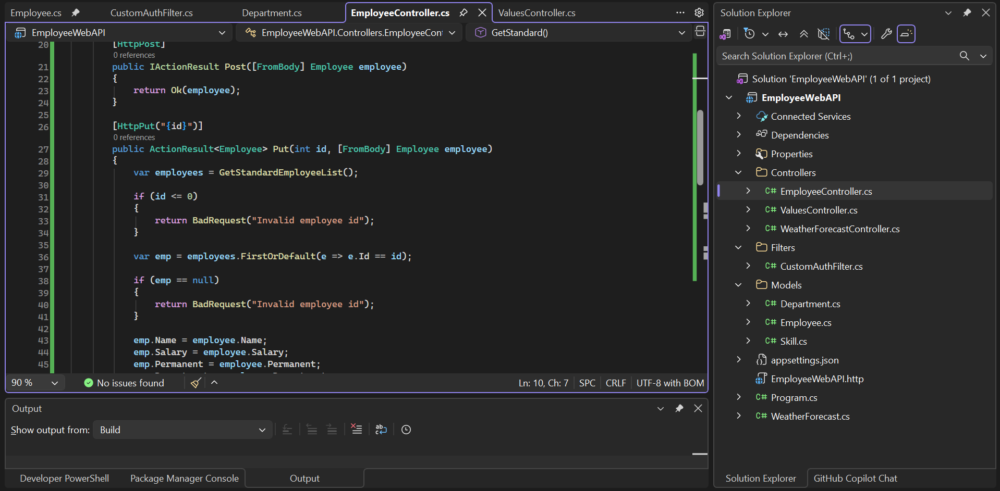 Employee.cs
CustomAuthFilter.cs
Department.cs
EmployeeController.cs
ValuesController.cs
EmployeeWebAPI
EmployeeWebAPI.Controllers.EmployeeCont
GetStandard()
20 [HttpPost]
0 references
21 public IActionResult Post([FromBody] Employee employee)
22 {
23 return Ok(employee);
24 }
25
26 [HttpPut("{id}")]
0 references
27 public ActionResult<Employee> Put(int id, [FromBody] Employee employee)
28 {
29 var employees = GetStandardEmployeeList();
30
31 if (id <= 0)
32 {
33 return BadRequest("Invalid employee id");
34 }
35
36 var emp = employees.FirstOrDefault(e => e.Id == id);
37
38 if (emp == null)
39 {
40 return BadRequest("Invalid employee id");
41 }
42
43 emp.Name = employee.Name;
44 emp.Salary = employee.Salary;
45 emp.Permanent = employee.Permanent;
90 %
No issues found
Ln: 10, Ch: 7
SPC
CRLF
UTF-8 with BOM
Output
Show output from:
Build
Developer PowerShell
Package Manager Console
Output
Solution Explorer
Search Solution Explorer (Ctrl+;)
Solution 'EmployeeWebAPI' (1 of 1 project)
EmployeeWebAPI
Connected Services
Dependencies
Properties
Controllers
C# EmployeeController.cs
C# ValuesController.cs
C# WeatherForecastController.cs
Filters
C# CustomAuthFilter.cs
Models
C# Department.cs
C# Employee.cs
C# Skill.cs
appsettings.json
EmployeeWebAPI.http
C# Program.cs
C# WeatherForecast.cs
Solution Explorer
GitHub Copilot Chat